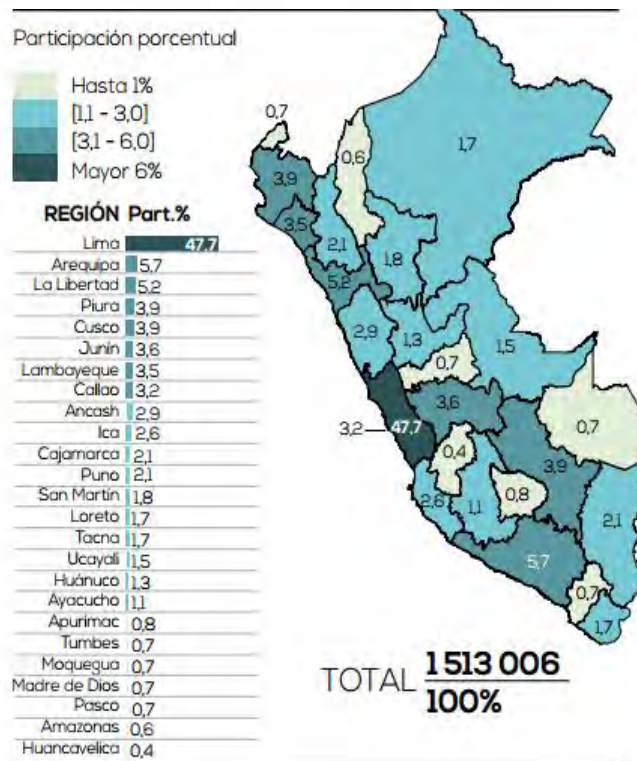 Participación porcentual
Hasta 1%
[1,1 - 3,0]
[3,1 - 6,0]
Mayor 6%
REGIÓN Part.%
Lima 47,7
Arequipa 5,7
La Libertad 5,2
Piura 3,9
Cusco 3,9
Junín 3,6
Lambayeque 3,5
Callao 3,2
Ancash 2,9
Ica 2,6
Cajamarca 2,1
Puno 2,1
San Martín 1,8
Loreto 1,7
Tacna 1,7
Ucayali 1,5
Huánuco 1,3
Ayacucho 1,1
Apurimac 0,8
Tumbes 0,7
Moquegua 0,7
Madre de Dios 0,7
Pasco 0,7
Amazonas 0,6
Huancavelica 0,4
0,7
0,6
1,7
3,9
3,5
2,1
1,8
5,2
2,9
1,3
1,5
0,7
3,6
0,7
3,2
47,7
0,4
3,9
2,6
1,1
0,8
2,1
5,7
0,7
1,7
TOTAL 1 513 006
100%